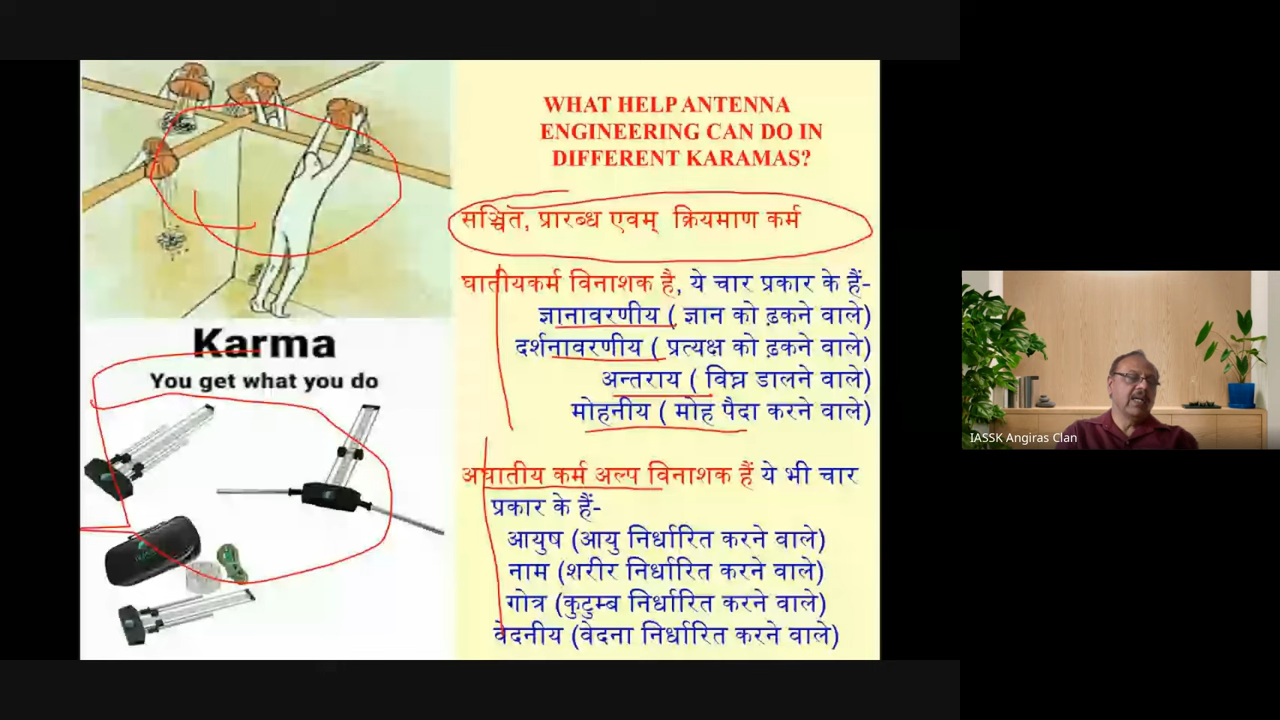 WHAT HELP ANTENNA
ENGINEERING CAN DO IN
DIFFERENT KARAMAS?
सञ्चित, प्रारब्ध एवम् क्रियमाण कर्म
घातीयकर्म विनाशक है, ये चार प्रकार के हैं-
ज्ञानावरणीय ( ज्ञान को ढ़कने वाले)
दर्शनावरणीय ( प्रत्यक्ष को ढ़कने वाले)
अन्तराय ( विघ्न डालने वाले)
मोहनीय ( मोह पैदा करने वाले)
अघातीय कर्म अल्प विनाशक हैं ये भी चार
प्रकार के हैं-
आयुष (आयु निर्धारित करने वाले)
नाम (शरीर निर्धारित करने वाले)
गोत्र (कुटुम्ब निर्धारित करने वाले)
वेदनीय (वेदना निर्धारित करने वाले)
Karma
You get what you do
IASSK Angiras Clan